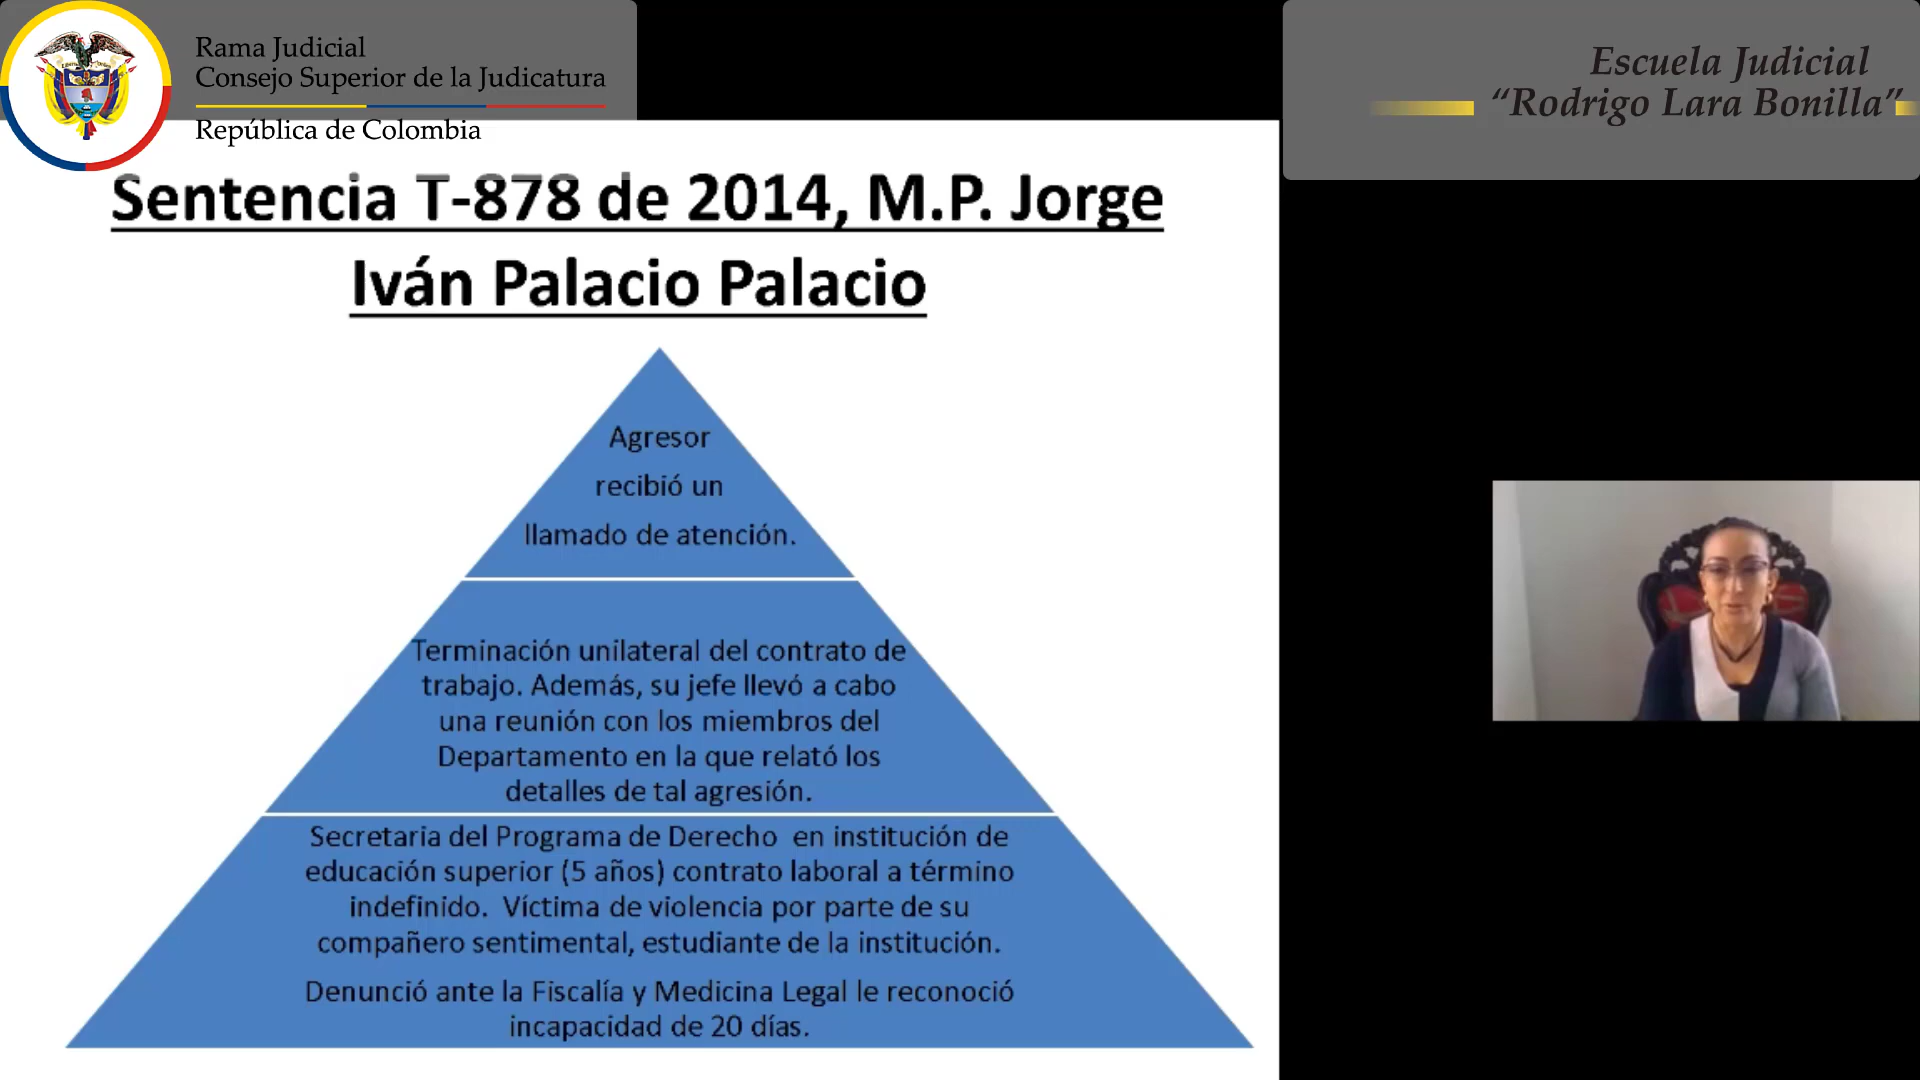 Rama Judicial
Consejo Superior de la Judicatura
República de Colombia
Escuela Judicial
“Rodrigo Lara Bonilla”
Sentencia T-878 de 2014, M.P. Jorge
Iván Palacio Palacio
Agresor
recibió un
llamado de atención.
Terminación unilateral del contrato de
trabajo. Además, su jefe llevó a cabo
una reunión con los miembros del
Departamento en la que relató los
detalles de tal agresión.
Secretaria del Programa de Derecho en institución de
educación superior (5 años) contrato laboral a término
indefinido. Víctima de violencia por parte de su
compañero sentimental, estudiante de la institución.
Denunció ante la Fiscalía y Medicina Legal le reconoció
incapacidad de 20 días.